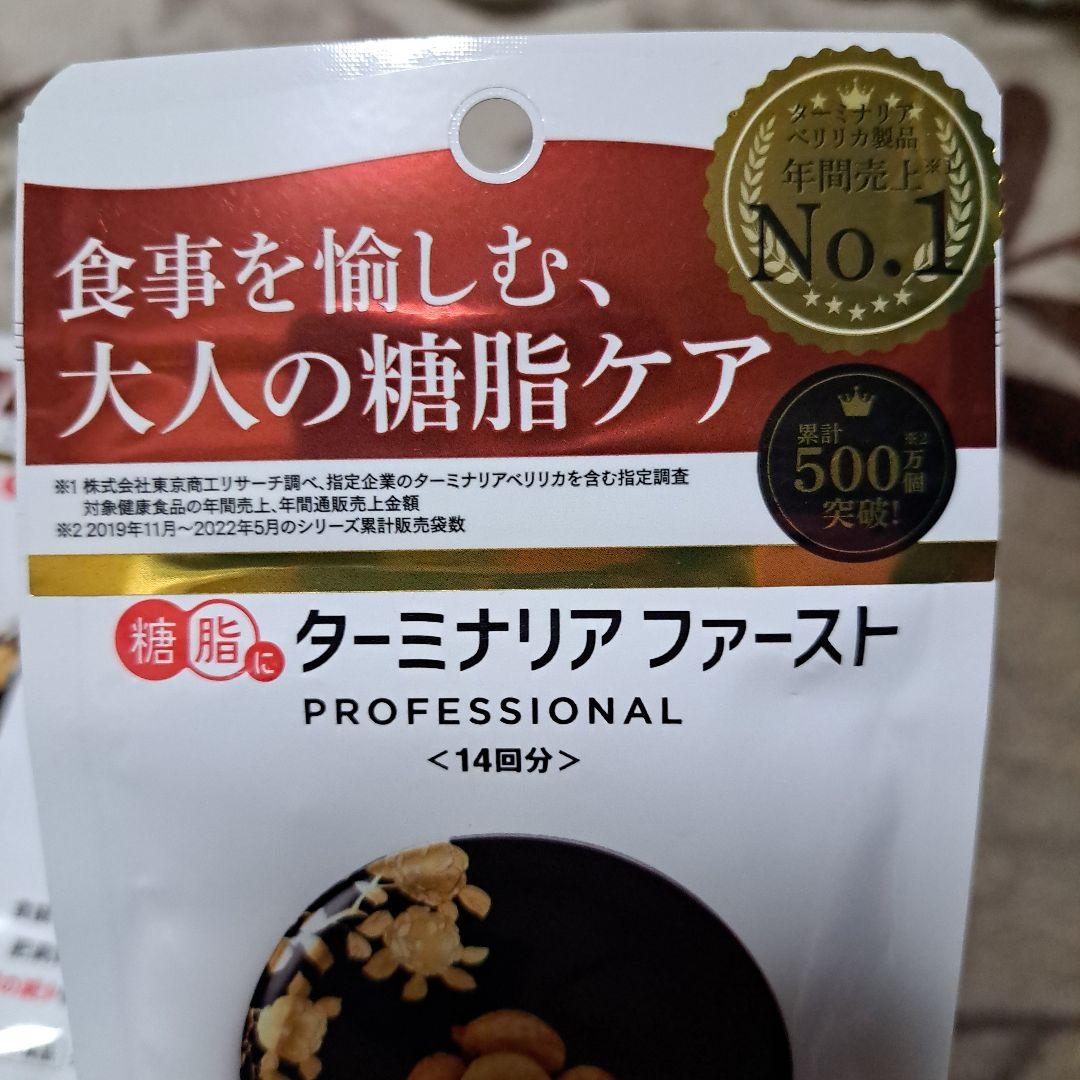 ターミナリア
ベリリカ製品
年間売上※1
No.1
食事を愉しむ、
大人の糖脂ケア
累計
500万個※2
突破!
※1 株式会社東京商工リサーチ調べ、指定企業のターミナリアベリリカを含む指定調査
対象健康食品の年間売上、年間通販売上金額
※2 2019年11月～2022年5月のシリーズ累計販売袋数
糖脂に ターミナリア ファースト
PROFESSIONAL
<14回分>